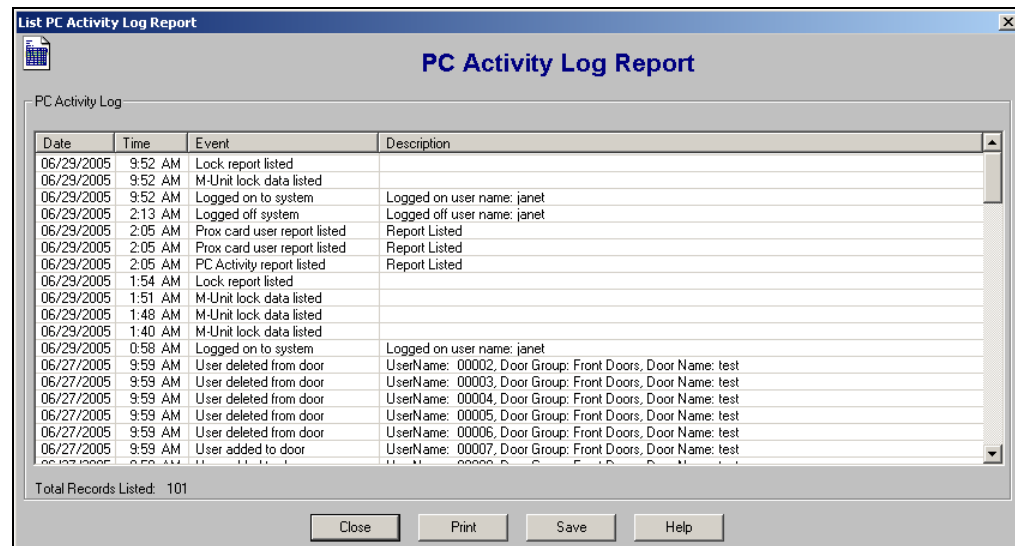 List PC Activity Log Report
PC Activity Log Report
PC Activity Log
Date Time Event Description
06/29/2005 9:52 AM Lock report listed
06/29/2005 9:52 AM M-Unit lock data listed
06/29/2005 9:52 AM Logged on to system Logged on user name: janet
06/29/2005 2:13 AM Logged off system Logged off user name: janet
06/29/2005 2:05 AM Prox card user report listed Report Listed
06/29/2005 2:05 AM Prox card user report listed Report Listed
06/29/2005 2:05 AM PC Activity report listed Report Listed
06/29/2005 1:54 AM Lock report listed
06/29/2005 1:51 AM M-Unit lock data listed
06/29/2005 1:48 AM M-Unit lock data listed
06/29/2005 1:40 AM M-Unit lock data listed
06/29/2005 0:58 AM Logged on to system Logged on user name: janet
06/27/2005 9:59 AM User deleted from door UserName: 00002, Door Group: Front Doors, Door Name: test
06/27/2005 9:59 AM User deleted from door UserName: 00003, Door Group: Front Doors, Door Name: test
06/27/2005 9:59 AM User deleted from door UserName: 00004, Door Group: Front Doors, Door Name: test
06/27/2005 9:59 AM User deleted from door UserName: 00005, Door Group: Front Doors, Door Name: test
06/27/2005 9:59 AM User deleted from door UserName: 00006, Door Group: Front Doors, Door Name: test
06/27/2005 9:59 AM User added to door UserName: 00007, Door Group: Front Doors, Door Name: test
Total Records Listed: 101
Close Print Save Help